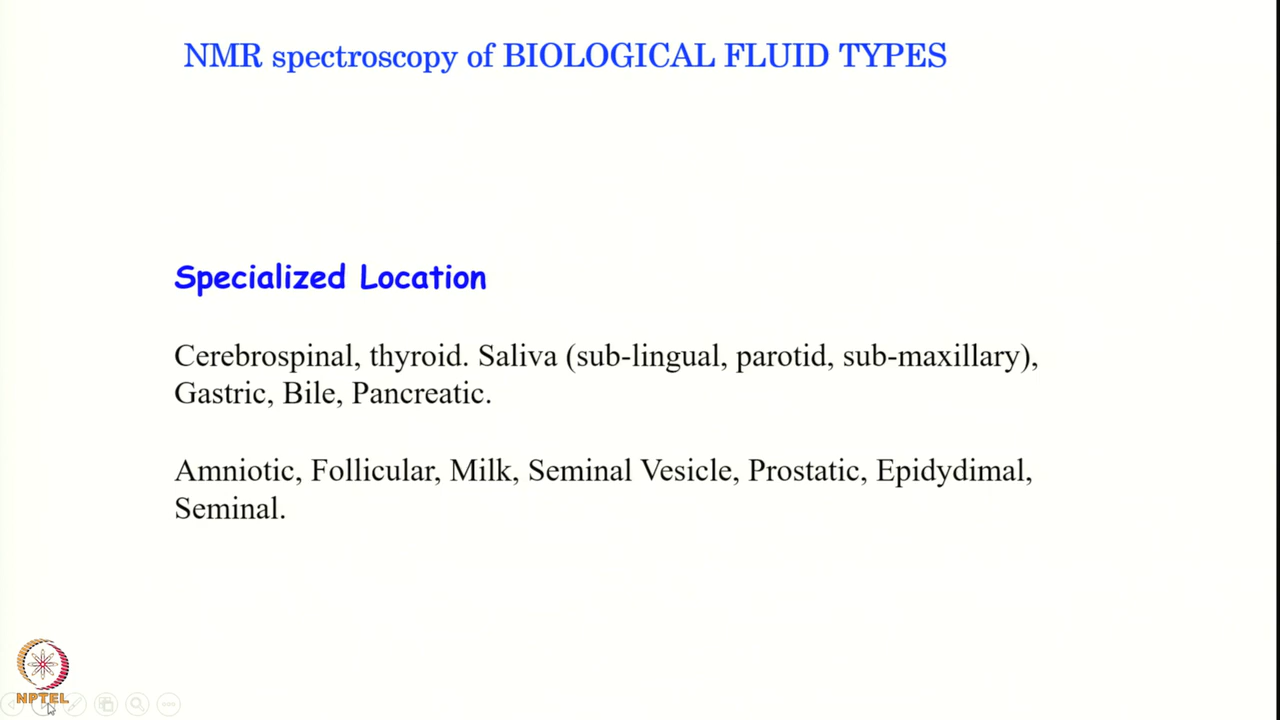 NMR spectroscopy of BIOLOGICAL FLUID TYPES
Specialized Location
Cerebrospinal, thyroid. Saliva (sub-lingual, parotid, sub-maxillary),
Gastric, Bile, Pancreatic.
Amniotic, Follicular, Milk, Seminal Vesicle, Prostatic, Epidydimal,
Seminal.
NPTEL